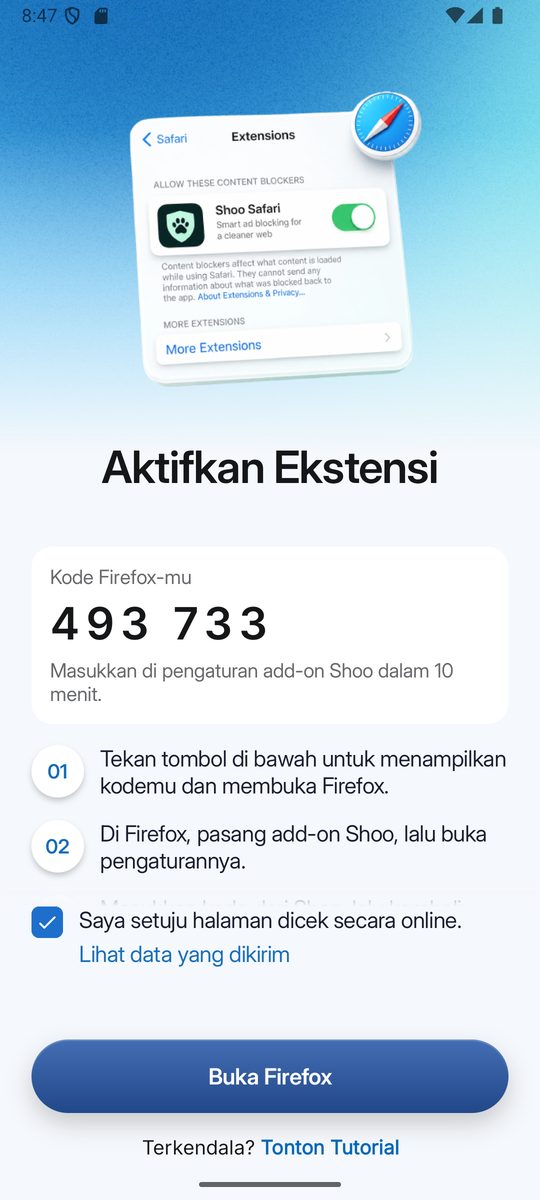 8:47
Safari
Extensions
ALLOW THESE CONTENT BLOCKERS
Shoo Safari
Smart ad blocking for
a cleaner web
Content blockers affect what content is loaded
while using Safari. They cannot send any
information about what was blocked back to
the app. About Extensions & Privacy...
MORE EXTENSIONS
More Extensions
Aktifkan Ekstensi
Kode Firefox-mu
493 733
Masukkan di pengaturan add-on Shoo dalam 10
menit.
01
Tekan tombol di bawah untuk menampilkan
kodemu dan membuka Firefox.
02
Di Firefox, pasang add-on Shoo, lalu buka
pengaturannya.
Saya setuju halaman dicek secara online.
Lihat data yang dikirim
Buka Firefox
Terkendala? Tonton Tutorial